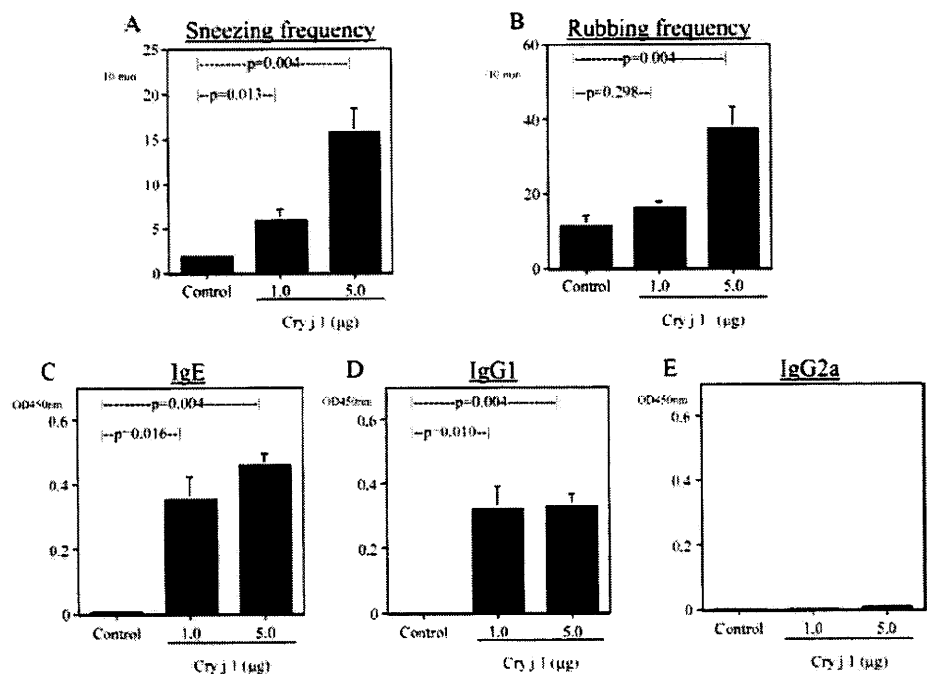 A Sneezing frequency
25
10 min
|----------p=0.004----------|
20
|--p=0.013--|
15
10
5
0
Control 1.0 5.0
Cry j 1 (μg)
B Rubbing frequency
60
10 min
|----------p=0.004----------|
|--p=0.298--|
40
20
0
Control 1.0 5.0
Cry j 1 (μg)
C IgE
OD450nm
|----------p=0.004----------|
0.6
|--p=0.016--|
0.4
0.2
0
Control 1.0 5.0
Cry j 1 (μg)
D IgG1
OD450nm
|----------p=0.004----------|
0.6
|--p=0.010--|
0.4
0.2
0
Control 1.0 5.0
Cry j 1 (μg)
E IgG2a
OD450nm
0.6
0.4
0.2
0
Control 1.0 5.0
Cry j 1 (μg)